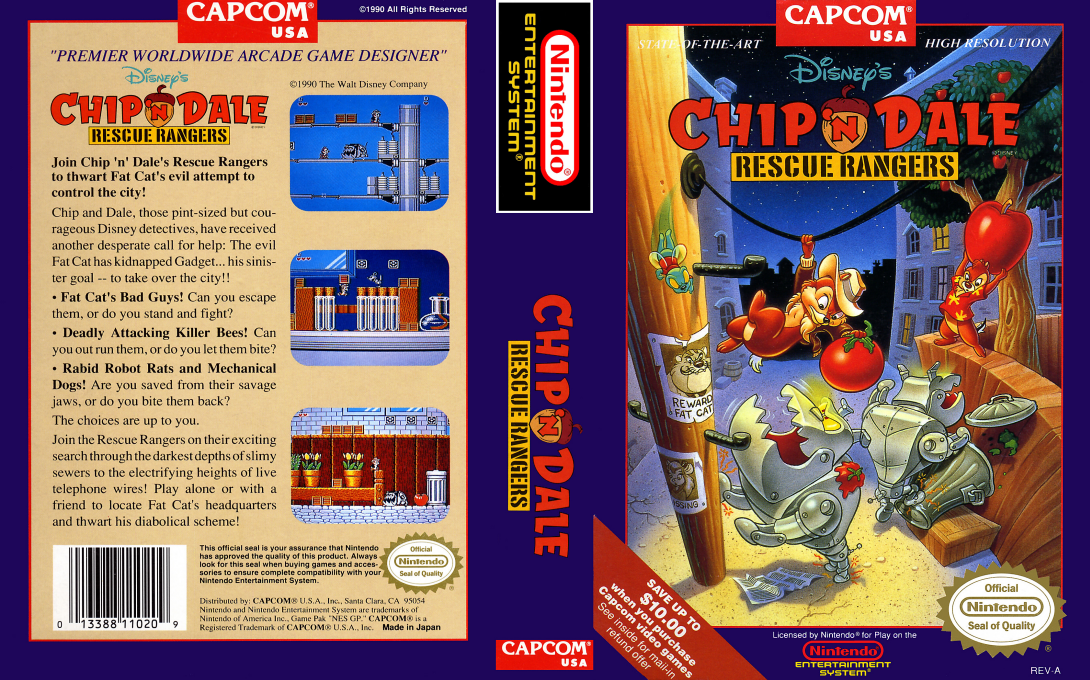 CAPCOM®
USA
©1990 All Rights Reserved
"PREMIER WORLDWIDE ARCADE GAME DESIGNER"
Disney's
©1990 The Walt Disney Company
CHIP 'N DALE
©DISNEY
RESCUE RANGERS
Join Chip 'n' Dale's Rescue Rangers
to thwart Fat Cat's evil attempt to
control the city!
Chip and Dale, those pint-sized but cou-
rageous Disney detectives, have received
another desperate call for help: The evil
Fat Cat has kidnapped Gadget... his sinis-
ter goal -- to take over the city!!
• Fat Cat's Bad Guys! Can you escape
them, or do you stand and fight?
• Deadly Attacking Killer Bees! Can
you out run them, or do you let them bite?
• Rabid Robot Rats and Mechanical
Dogs! Are you saved from their savage
jaws, or do you bite them back?
The choices are up to you.
Join the Rescue Rangers on their exciting
search through the darkest depths of slimy
sewers to the electrifying heights of live
telephone wires! Play alone or with a
friend to locate Fat Cat's headquarters
and thwart his diabolical scheme!
0 13388 11020 9
This official seal is your assurance that Nintendo
has approved the quality of this product. Always
look for this seal when buying games and acces-
sories to ensure complete compatibility with your
Nintendo Entertainment System.
Official
Nintendo
Seal of Quality
®
Distributed by: CAPCOM® U.S.A., Inc., Santa Clara, CA 95054
Nintendo and Nintendo Entertainment System are trademarks of
Nintendo of America Inc., Game Pak "NES GP." CAPCOM® is a
Registered Trademark of CAPCOM® U.S.A., Inc. Made in Japan
Nintendo®
ENTERTAINMENT
SYSTEM®
CHIP 'N DALE
RESCUE RANGERS
CAPCOM®
USA
CAPCOM®
USA
STATE-OF-THE-ART
HIGH RESOLUTION
Disney's
CHIP 'N DALE
©DISNEY
RESCUE RANGERS
REWARD
FAT CAT
MISSING
SAVE UP TO
$10.00
when you purchase
Capcom video games
See inside for mail-in
refund offer
Licensed by Nintendo® for Play on the
Nintendo®
ENTERTAINMENT
SYSTEM®
Official
Nintendo
Seal of Quality
®
REV-A